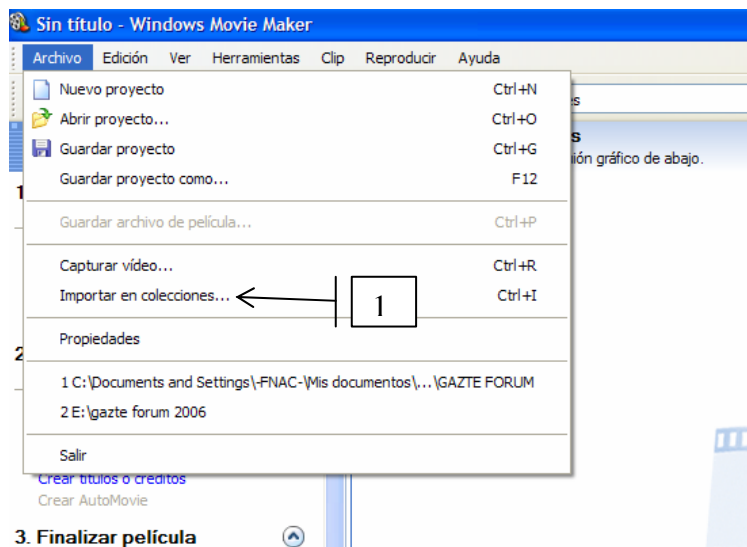 Sin título - Windows Movie Maker
Archivo Edición Ver Herramientas Clip Reproducir Ayuda
Nuevo proyecto Ctrl+N
Abrir proyecto... Ctrl+O
Guardar proyecto Ctrl+G
Guardar proyecto como... F12
Guardar archivo de película... Ctrl+P
Capturar vídeo... Ctrl+R
Importar en colecciones... 1 Ctrl+I
Propiedades
1 C:\Documents and Settings\-FNAC-\Mis documentos\...\GAZTE FORUM
2 E:\gazte forum 2006
Salir
gráfico de abajo.
1
2
Crear títulos o créditos
Crear AutoMovie
3. Finalizar película